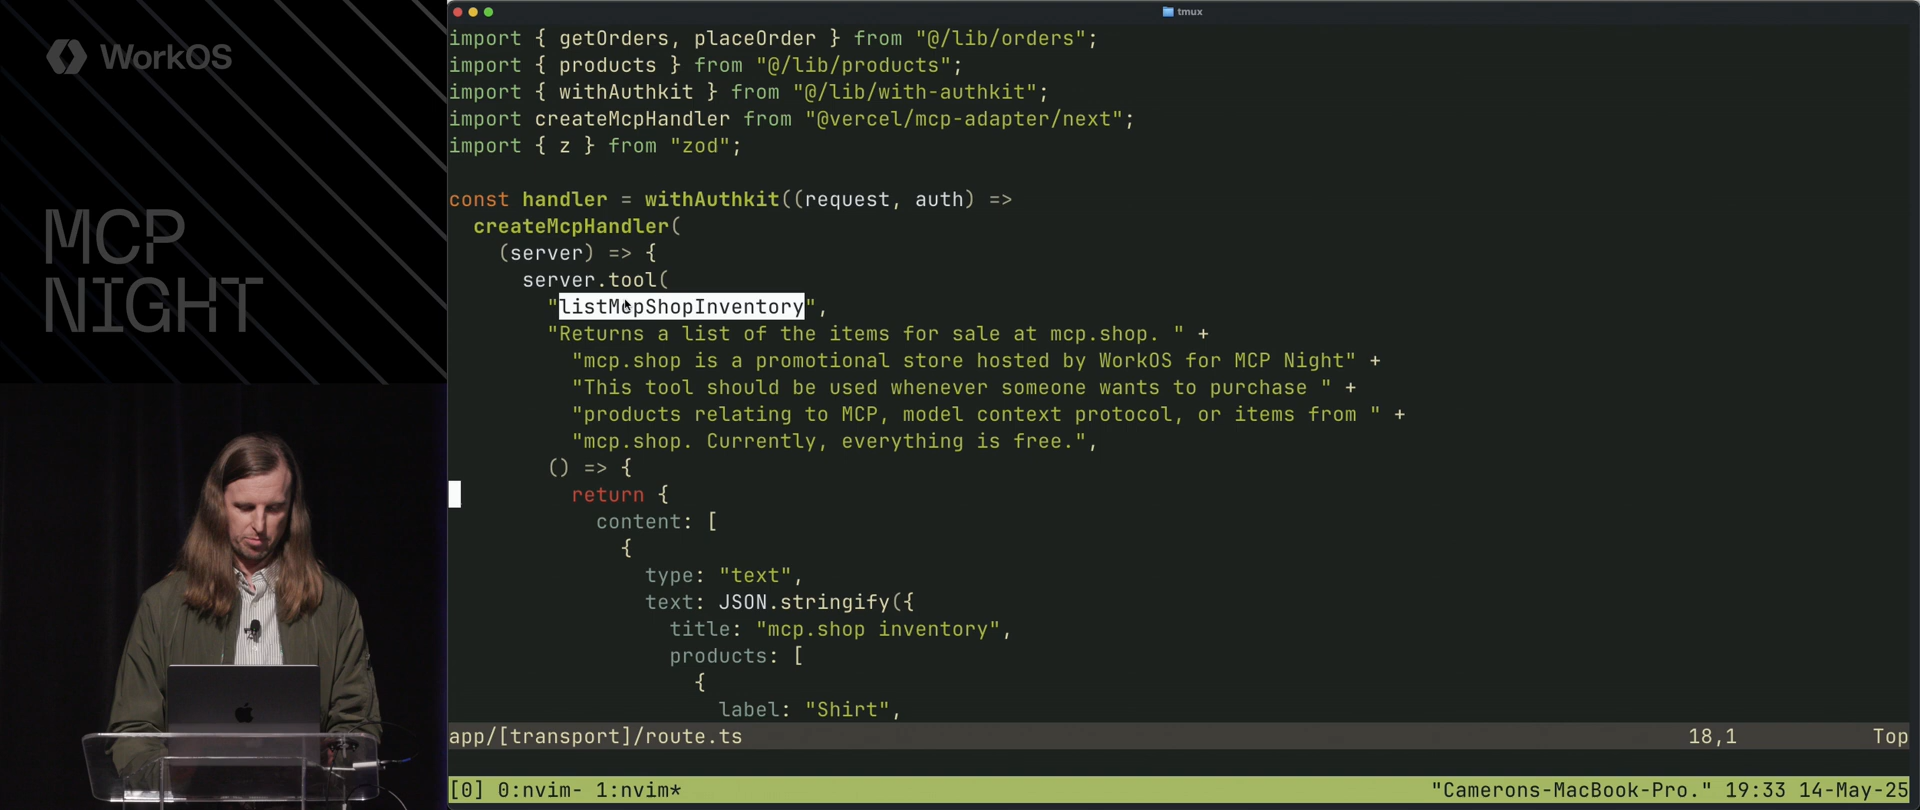 WorkOS
MCP
NIGHT
tmux
import { getOrders, placeOrder } from "@/lib/orders";
import { products } from "@/lib/products";
import { withAuthkit } from "@/lib/with-authkit";
import createMcpHandler from "@vercel/mcp-adapter/next";
import { z } from "zod";
const handler = withAuthkit((request, auth) =>
createMcpHandler(
(server) => {
server.tool(
"listMcpShopInventory",
"Returns a list of the items for sale at mcp.shop. " +
"mcp.shop is a promotional store hosted by WorkOS for MCP Night" +
"This tool should be used whenever someone wants to purchase " +
"products relating to MCP, model context protocol, or items from " +
"mcp.shop. Currently, everything is free.",
() => {
return {
content: [
{
type: "text",
text: JSON.stringify({
title: "mcp.shop inventory",
products: [
{
label: "Shirt",
app/[transport]/route.ts 18,1 Top
[0] 0:nvim- 1:nvim* "Camerons-MacBook-Pro." 19:33 14-May-25